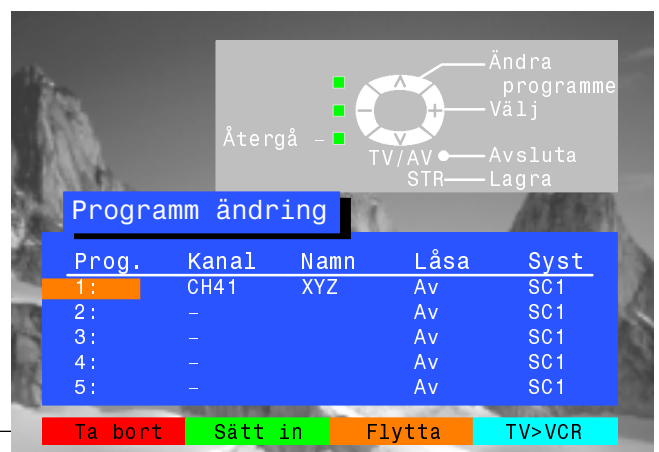 Ändra
programme
Välj
Återgå –
TV/AV Avsluta
STR Lagra
Programm ändring
Prog. Kanal Namn Låsa Syst
1: CH41 XYZ Av SC1
2: – Av SC1
3: – Av SC1
4: – Av SC1
5: – Av SC1
Ta bort Sätt in Flytta TV>VCR